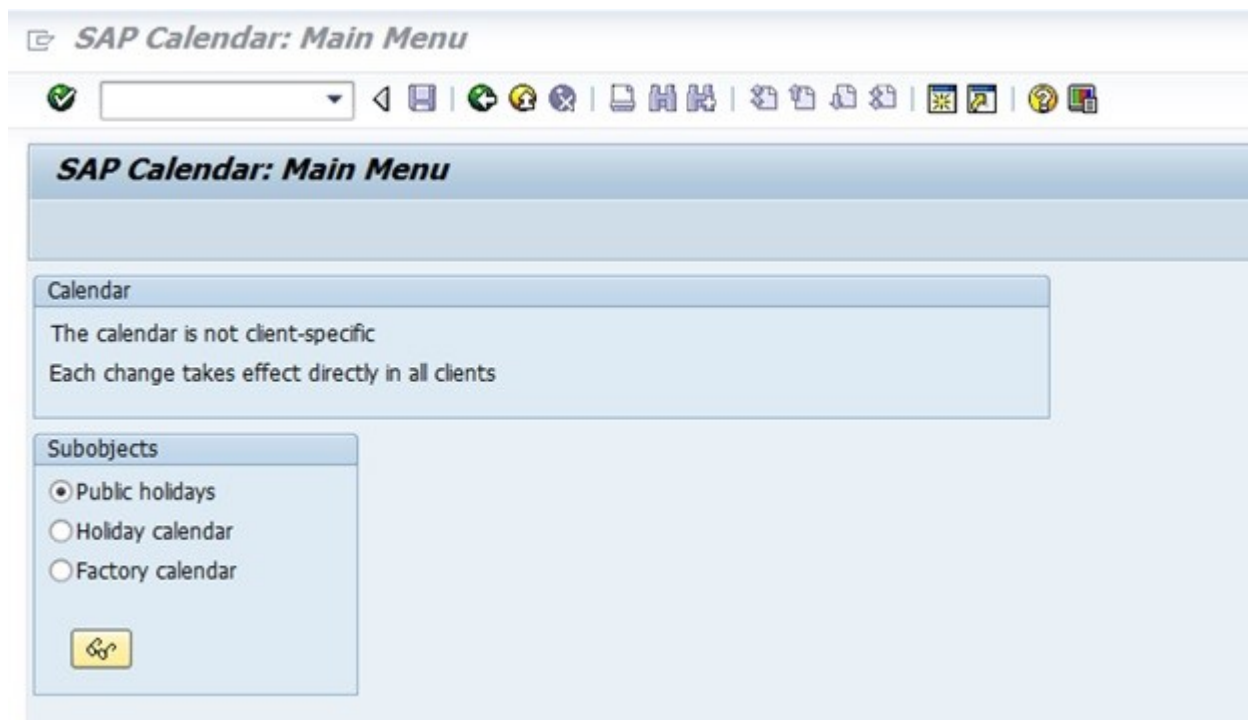 SAP Calendar: Main Menu
SAP Calendar: Main Menu
Calendar
The calendar is not client-specific
Each change takes effect directly in all clients
Subobjects
Public holidays
Holiday calendar
Factory calendar